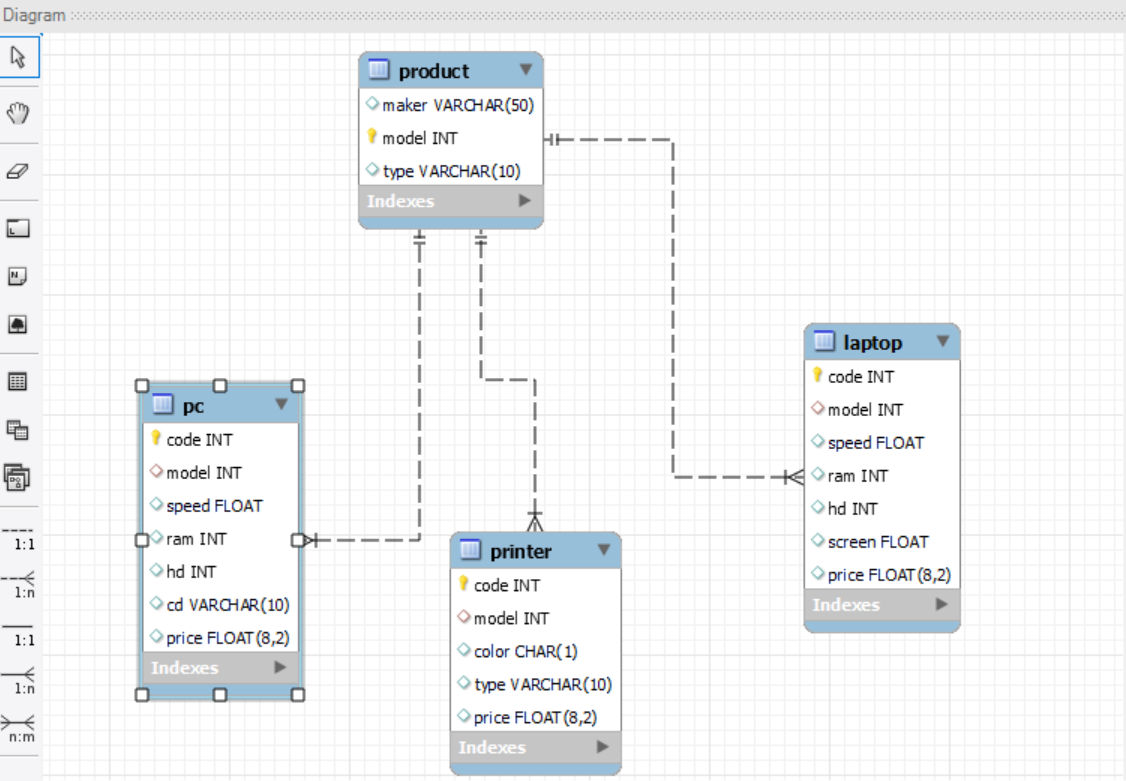 Diagram
product
maker VARCHAR(50)
model INT
type VARCHAR(10)
Indexes
laptop
code INT
model INT
speed FLOAT
ram INT
hd INT
screen FLOAT
price FLOAT(8,2)
Indexes
pc
code INT
model INT
speed FLOAT
ram INT
hd INT
cd VARCHAR(10)
price FLOAT(8,2)
Indexes
printer
code INT
model INT
color CHAR(1)
type VARCHAR(10)
price FLOAT(8,2)
Indexes
1:1
1:n
1:1
1:n
n:m